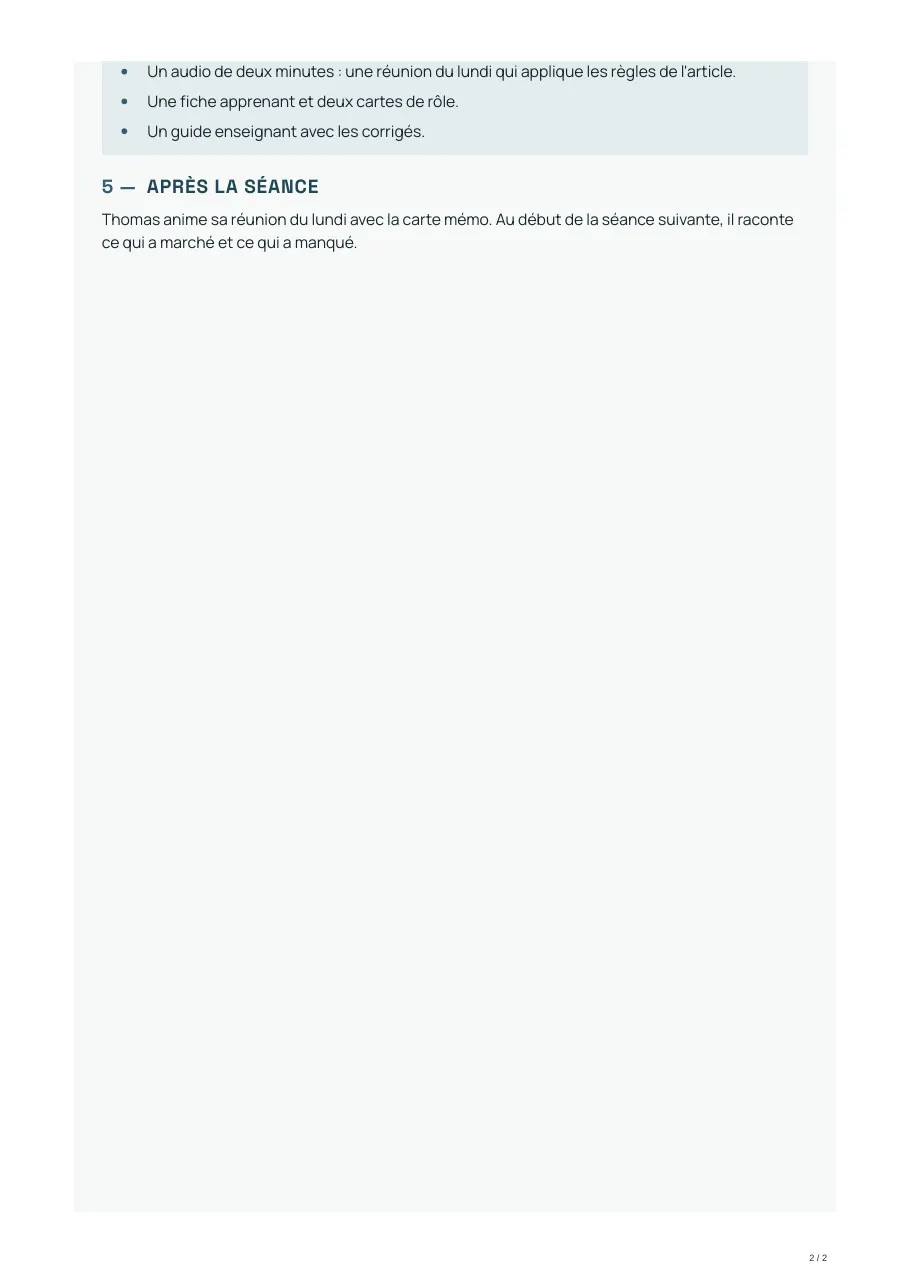 • Un audio de deux minutes : une réunion du lundi qui applique les règles de l'article.
• Une fiche apprenant et deux cartes de rôle.
• Un guide enseignant avec les corrigés.
5 — APRÈS LA SÉANCE
Thomas anime sa réunion du lundi avec la carte mémo. Au début de la séance suivante, il raconte
ce qui a marché et ce qui a manqué.
2 / 2